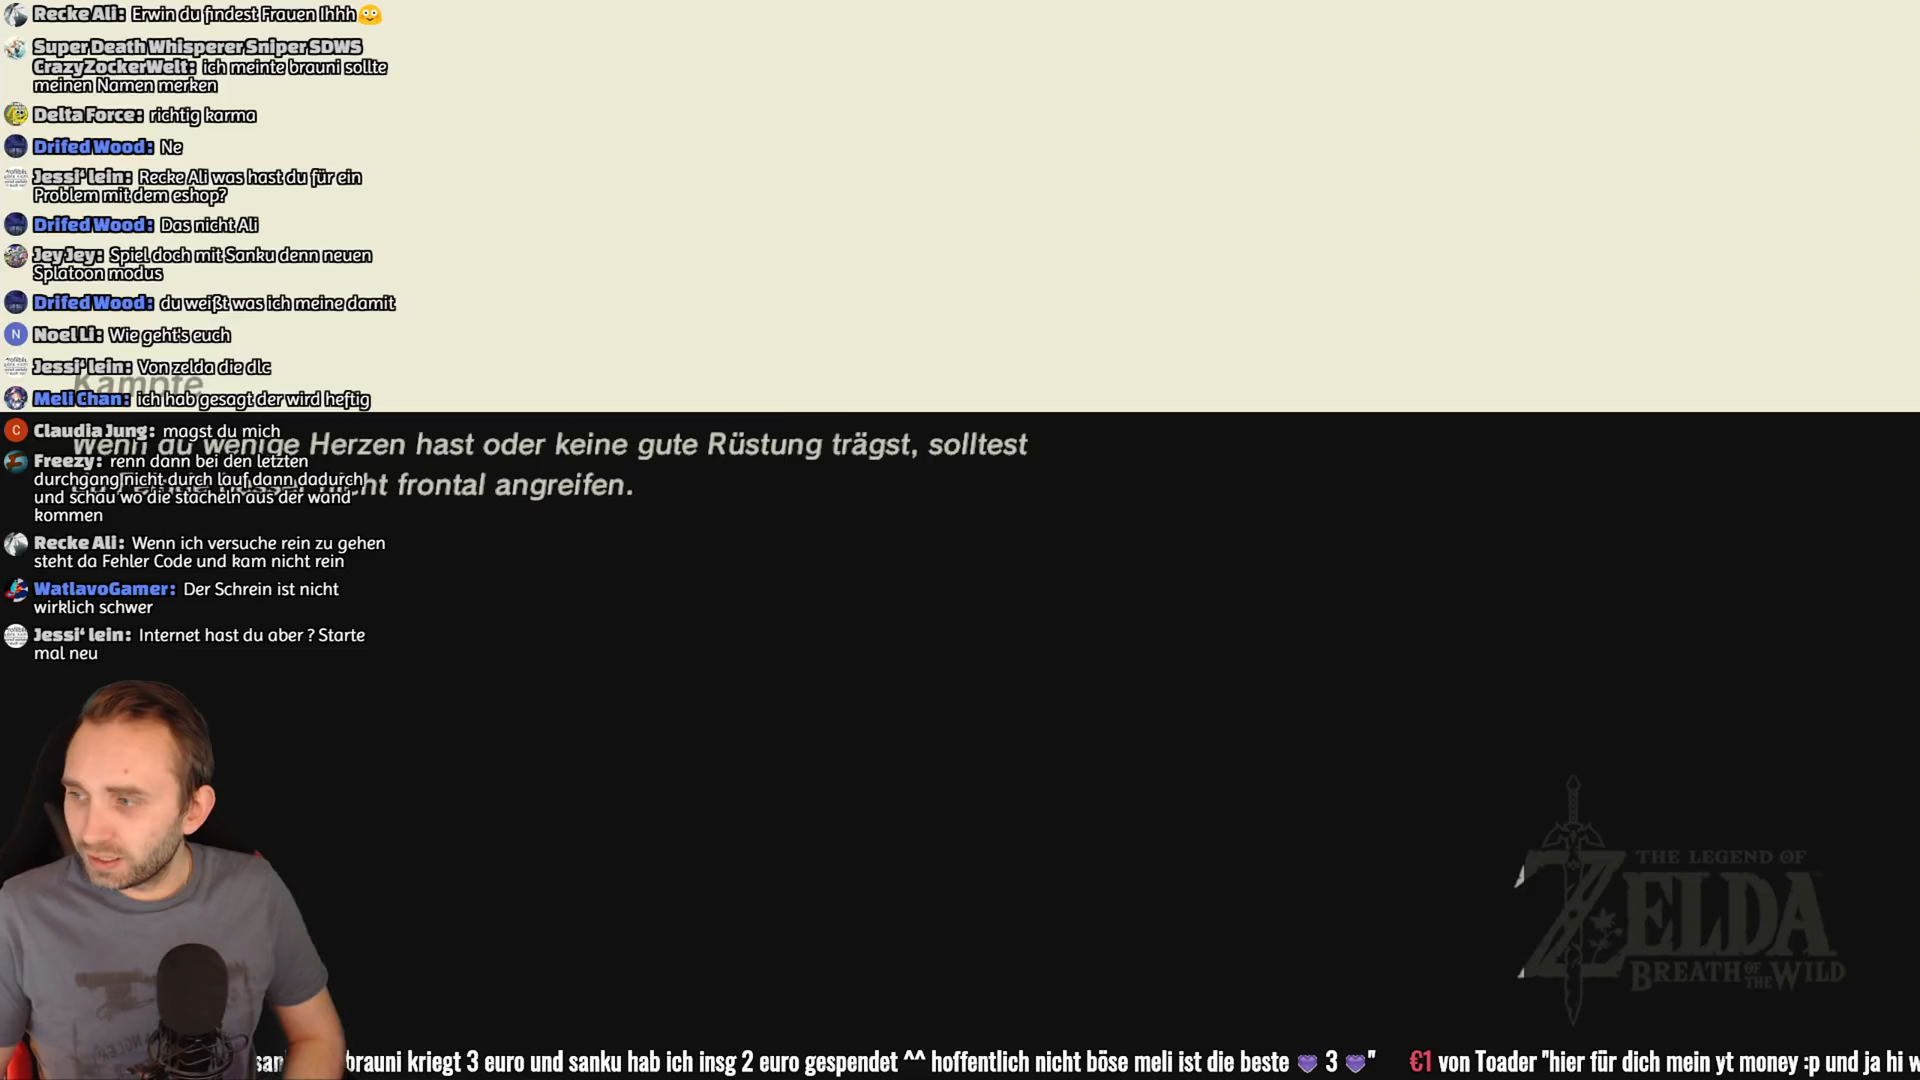 Recke Ali: Erwin du findest Frauen Ihhh
Super Death Whisperer Sniper SDWS
CrazyZockerWelt: ich meinte brauni sollte
meinen Namen merken
Delta Force: richtig karma
Drifed Wood: Ne
Jessi' lein: Recke Ali was hast du für ein
Problem mit dem eshop?
Drifed Wood: Das nicht Ali
Jey Jey: Spiel doch mit Sanku denn neuen
Splatoon modus
Drifed Wood: du weißt was ich meine damit
N Noel Li: Wie geht's euch
Jessi' lein: Von zelda die dlc
Kämpfe
Meli Chan: ich hab gesagt der wird heftig
C Claudia Jung: magst du mich
Wenn du wenige Herzen hast oder keine gute Rüstung trägst, solltest
Freezy: renn dann bei den letzten
durchgang nicht durch lauf dann dadurch
nicht frontal angreifen.
und schau wo die stacheln aus der wand
kommen
Recke Ali: Wenn ich versuche rein zu gehen
steht da Fehler Code und kam nicht rein
WatlavoGamer: Der Schrein ist nicht
wirklich schwer
Jessi' lein: Internet hast du aber ? Starte
mal neu
THE LEGEND OF
ZELDA
BREATH OF THE WILD
brauni kriegt 3 euro und sanku hab ich insg 2 euro gespendet ^^ hoffentlich nicht böse meli ist die beste 💜 3 💜" €1 von Toader "hier für dich mein yt money :p und ja hi